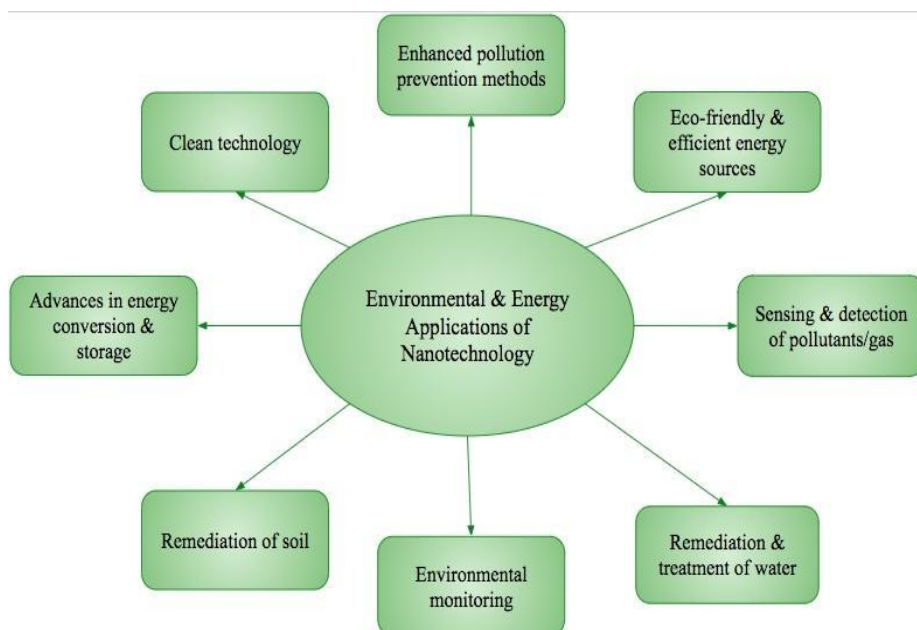 Enhanced pollution
prevention methods
Clean technology
Eco-friendly &
efficient energy
sources
Advances in energy
conversion &
storage
Environmental & Energy
Applications of
Nanotechnology
Sensing & detection
of pollutants/gas
Remediation of soil
Environmental
monitoring
Remediation &
treatment of water